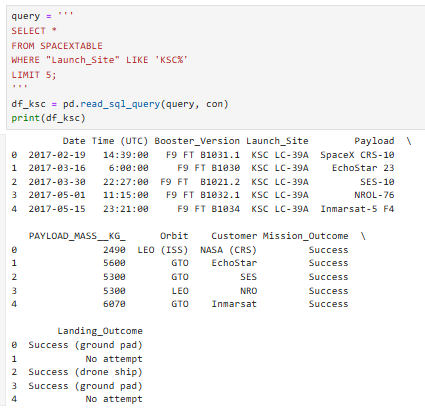 query = '''
SELECT *
FROM SPACEXTABLE
WHERE "Launch_Site" LIKE 'KSC%'
LIMIT 5;
'''
df_ksc = pd.read_sql_query(query, con)
print(df_ksc)
Date Time (UTC) Booster_Version Launch_Site Payload \
0 2017-02-19 14:39:00 F9 FT B1031.1 KSC LC-39A SpaceX CRS-10
1 2017-03-16 6:00:00 F9 FT B1030 KSC LC-39A EchoStar 23
2 2017-03-30 22:27:00 F9 FT  B1021.2 KSC LC-39A SES-10
3 2017-05-01 11:15:00 F9 FT B1032.1 KSC LC-39A NROL-76
4 2017-05-15 23:21:00 F9 FT B1034 KSC LC-39A Inmarsat-5 F4
PAYLOAD_MASS__KG_ Orbit Customer Mission_Outcome \
0 2490 LEO (ISS) NASA (CRS) Success
1 5600 GTO EchoStar Success
2 5300 GTO SES Success
3 5300 LEO NRO Success
4 6070 GTO Inmarsat Success
Landing_Outcome
0 Success (ground pad)
1 No attempt
2 Success (drone ship)
3 Success (ground pad)
4 No attempt